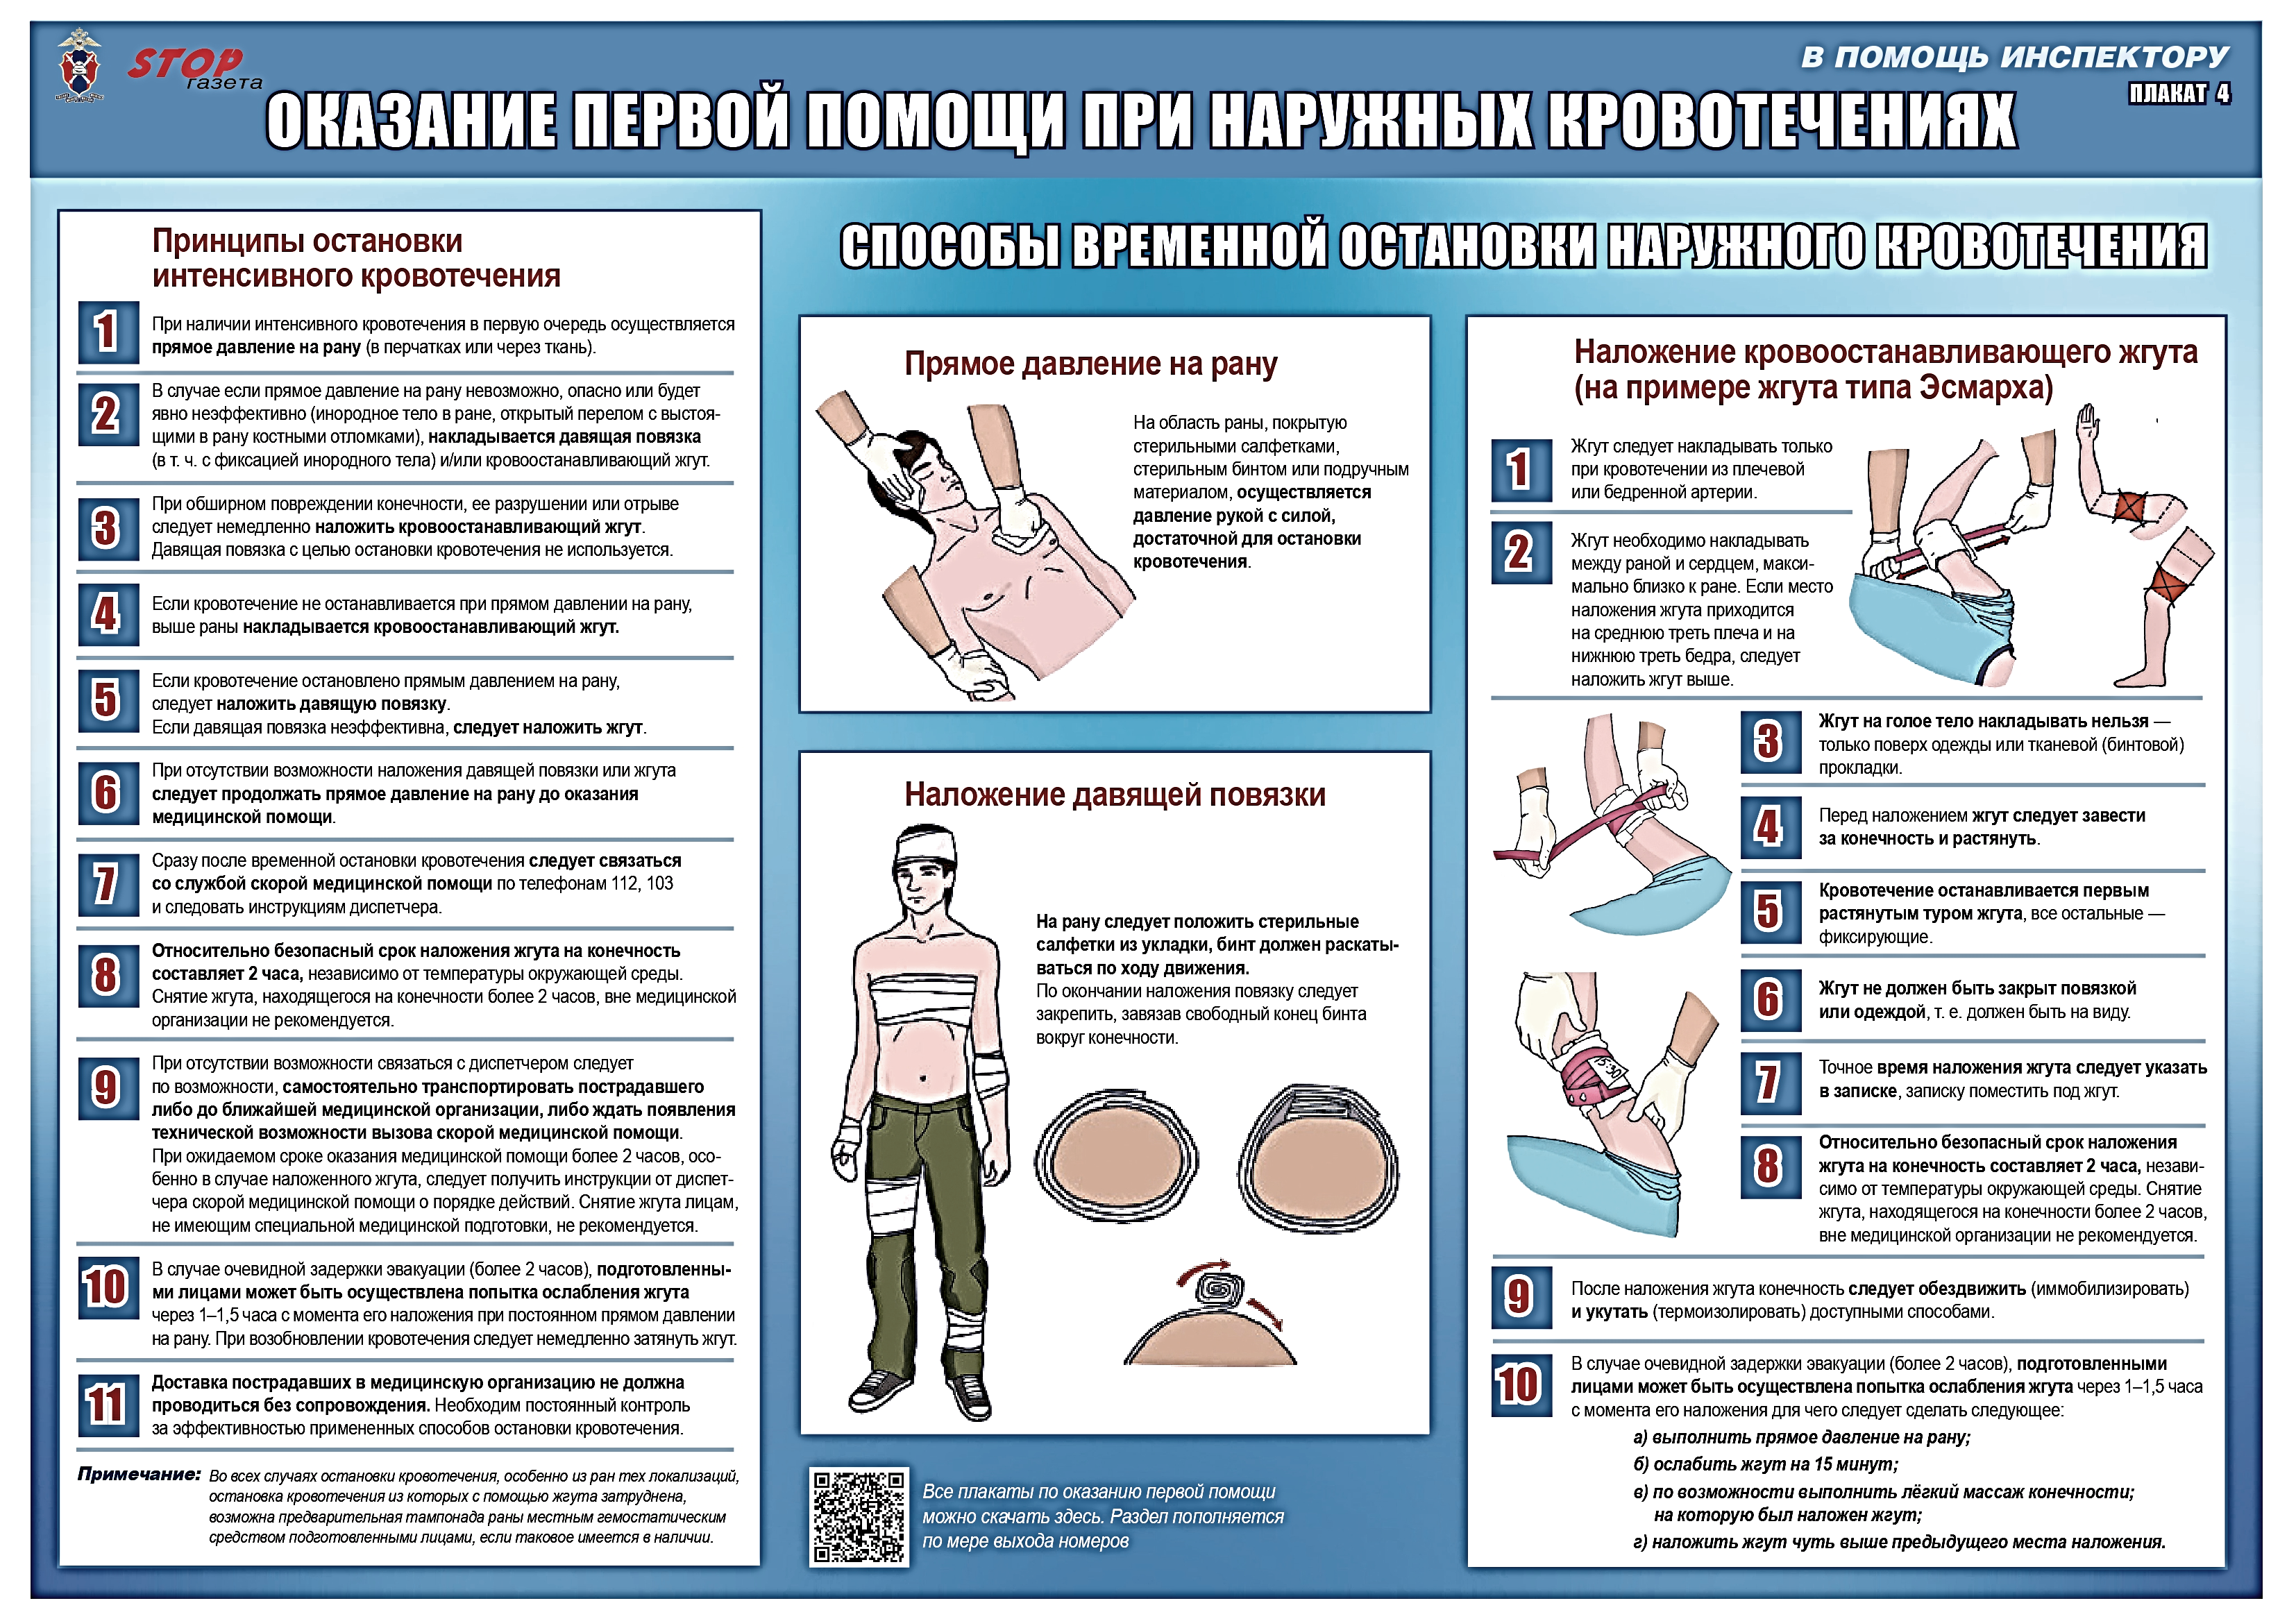 STOP
газета
В ПОМОЩЬ ИНСПЕКТОРУ
ПЛАКАТ 4
ОКАЗАНИЕ ПЕРВОЙ ПОМОЩИ ПРИ НАРУЖНЫХ КРОВОТЕЧЕНИЯХ
Принципы остановки
интенсивного кровотечения
1
При наличии интенсивного кровотечения в первую очередь осуществляется
прямое давление на рану (в перчатках или через ткань).
2
В случае если прямое давление на рану невозможно, опасно или будет
явно неэффективно (инородное тело в ране, открытый перелом с выстоя-
щими в рану костными отломками), накладывается давящая повязка
(в т. ч. с фиксацией инородного тела) и/или кровоостанавливающий жгут.
3
При обширном повреждении конечности, ее разрушении или отрыве
следует немедленно наложить кровоостанавливающий жгут.
Давящая повязка с целью остановки кровотечения не используется.
4
Если кровотечение не останавливается при прямом давлении на рану,
выше раны накладывается кровоостанавливающий жгут.
5
Если кровотечение остановлено прямым давлением на рану,
следует наложить давящую повязку.
Если давящая повязка неэффективна, следует наложить жгут.
6
При отсутствии возможности наложения давящей повязки или жгута
следует продолжать прямое давление на рану до оказания
медицинской помощи.
7
Сразу после временной остановки кровотечения следует связаться
со службой скорой медицинской помощи по телефонам 112, 103
и следовать инструкциям диспетчера.
8
Относительно безопасный срок наложения жгута на конечность
составляет 2 часа, независимо от температуры окружающей среды.
Снятие жгута, находящегося на конечности более 2 часов, вне медицинской
организации не рекомендуется.
9
При отсутствии возможности связаться с диспетчером следует
по возможности, самостоятельно транспортировать пострадавшего
либо до ближайшей медицинской организации, либо ждать появления
технической возможности вызова скорой медицинской помощи.
При ожидаемом сроке оказания медицинской помощи более 2 часов, осо-
бенно в случае наложенного жгута, следует получить инструкции от диспет-
чера скорой медицинской помощи о порядке действий. Снятие жгута лицам,
не имеющим специальной медицинской подготовки, не рекомендуется.
10
В случае очевидной задержки эвакуации (более 2 часов), подготовленны-
ми лицами может быть осуществлена попытка ослабления жгута
через 1–1,5 часа с момента его наложения при постоянном прямом давлении
на рану. При возобновлении кровотечения следует немедленно затянуть жгут.
11
Доставка пострадавших в медицинскую организацию не должна
проводиться без сопровождения. Необходим постоянный контроль
за эффективностью примененных способов остановки кровотечения.
Примечание: Во всех случаях остановки кровотечения, особенно из ран тех локализаций,
остановка кровотечения из которых с помощью жгута затруднена,
возможна предварительная тампонада раны местным гемостатическим
средством подготовленными лицами, если таковое имеется в наличии.
СПОСОБЫ ВРЕМЕННОЙ ОСТАНОВКИ НАРУЖНОГО КРОВОТЕЧЕНИЯ
Прямое давление на рану
На область раны, покрытую
стерильными салфетками,
стерильным бинтом или подручным
материалом, осуществляется
давление рукой с силой,
достаточной для остановки
кровотечения.
Наложение давящей повязки
На рану следует положить стерильные
салфетки из укладки, бинт должен раскаты-
ваться по ходу движения.
По окончании наложения повязку следует
закрепить, завязав свободный конец бинта
вокруг конечности.
Все плакаты по оказанию первой помощи
можно скачать здесь. Раздел пополняется
по мере выхода номеров
Наложение кровоостанавливающего жгута
(на примере жгута типа Эсмарха)
1
Жгут следует накладывать только
при кровотечении из плечевой
или бедренной артерии.
2
Жгут необходимо накладывать
между раной и сердцем, макси-
мально близко к ране. Если место
наложения жгута приходится
на среднюю треть плеча и на
нижнюю треть бедра, следует
наложить жгут выше.
3
Жгут на голое тело накладывать нельзя —
только поверх одежды или тканевой (бинтовой)
прокладки.
4
Перед наложением жгут следует завести
за конечность и растянуть.
5
Кровотечение останавливается первым
растянутым туром жгута, все остальные —
фиксирующие.
6
Жгут не должен быть закрыт повязкой
или одеждой, т. е. должен быть на виду.
7
Точное время наложения жгута следует указать
в записке, записку поместить под жгут.
8
Относительно безопасный срок наложения
жгута на конечность составляет 2 часа, незави-
симо от температуры окружающей среды. Снятие
жгута, находящегося на конечности более 2 часов,
вне медицинской организации не рекомендуется.
9
После наложения жгута конечность следует обездвижить (иммобилизировать)
и укутать (термоизолировать) доступными способами.
10
В случае очевидной задержки эвакуации (более 2 часов), подготовленными
лицами может быть осуществлена попытка ослабления жгута через 1–1,5 часа
с момента его наложения для чего следует сделать следующее:
а) выполнить прямое давление на рану;
б) ослабить жгут на 15 минут;
в) по возможности выполнить лёгкий массаж конечности;
на которую был наложен жгут;
г) наложить жгут чуть выше предыдущего места наложения.